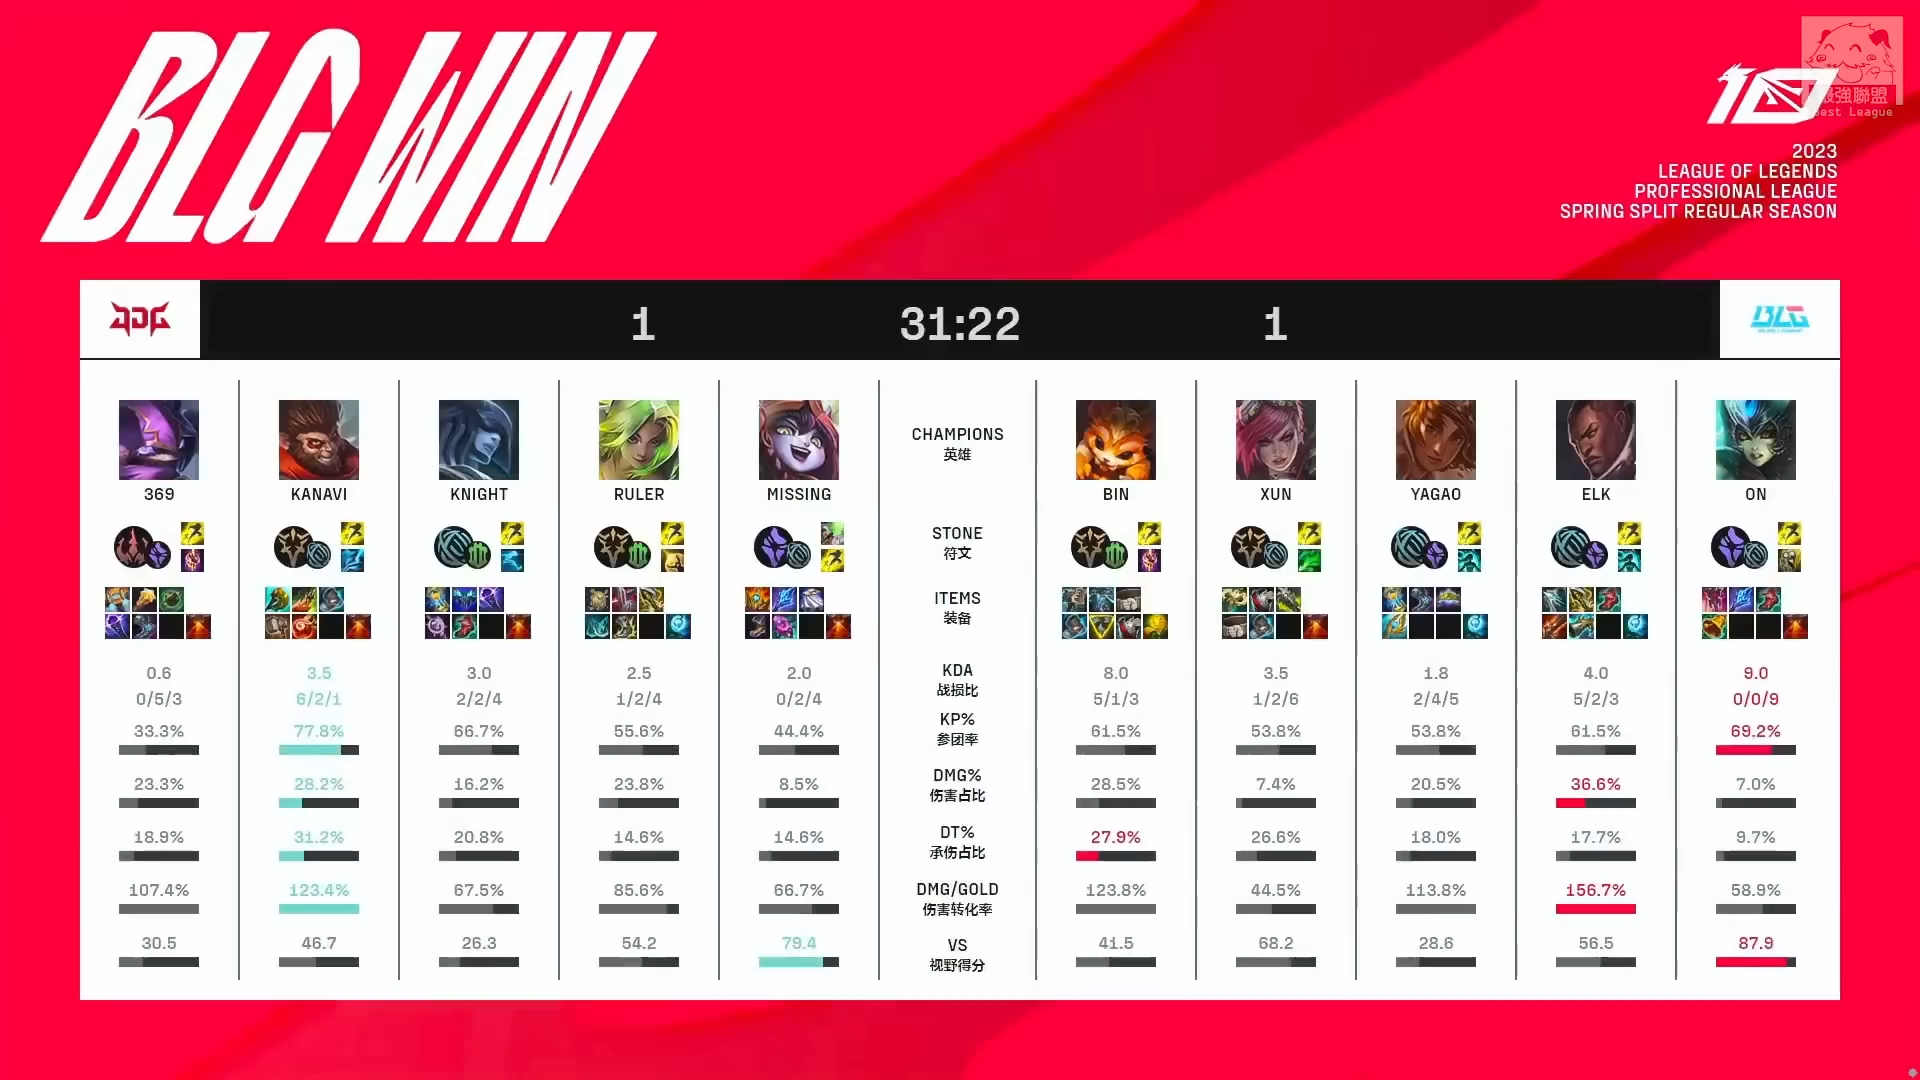 BLG WIN
最強聯盟
Best League
2023
LEAGUE OF LEGENDS
PROFESSIONAL LEAGUE
SPRING SPLIT REGULAR SEASON
JDG 1 31:22 1 BLG
CHAMPIONS
英雄
369 KANAVI KNIGHT RULER MISSING BIN XUN YAGAO ELK ON
STONE
符文
ITEMS
装备
0.6 3.5 3.0 2.5 2.0 KDA 8.0 3.5 1.8 4.0 9.0
战损比
0/5/3 6/2/1 2/2/4 1/2/4 0/2/4 5/1/3 1/2/6 2/4/5 5/2/3 0/0/9
33.3% 77.8% 66.7% 55.6% 44.4% KP% 61.5% 53.8% 53.8% 61.5% 69.2%
参团率
23.3% 28.2% 16.2% 23.8% 8.5% DMG% 28.5% 7.4% 20.5% 36.6% 7.0%
伤害占比
18.9% 31.2% 20.8% 14.6% 14.6% DT% 27.9% 26.6% 18.0% 17.7% 9.7%
承伤占比
107.4% 123.4% 67.5% 85.6% 66.7% DMG/GOLD 123.8% 44.5% 113.8% 156.7% 58.9%
伤害转化率
30.5 46.7 26.3 54.2 79.4 VS 41.5 68.2 28.6 56.5 87.9
视野得分